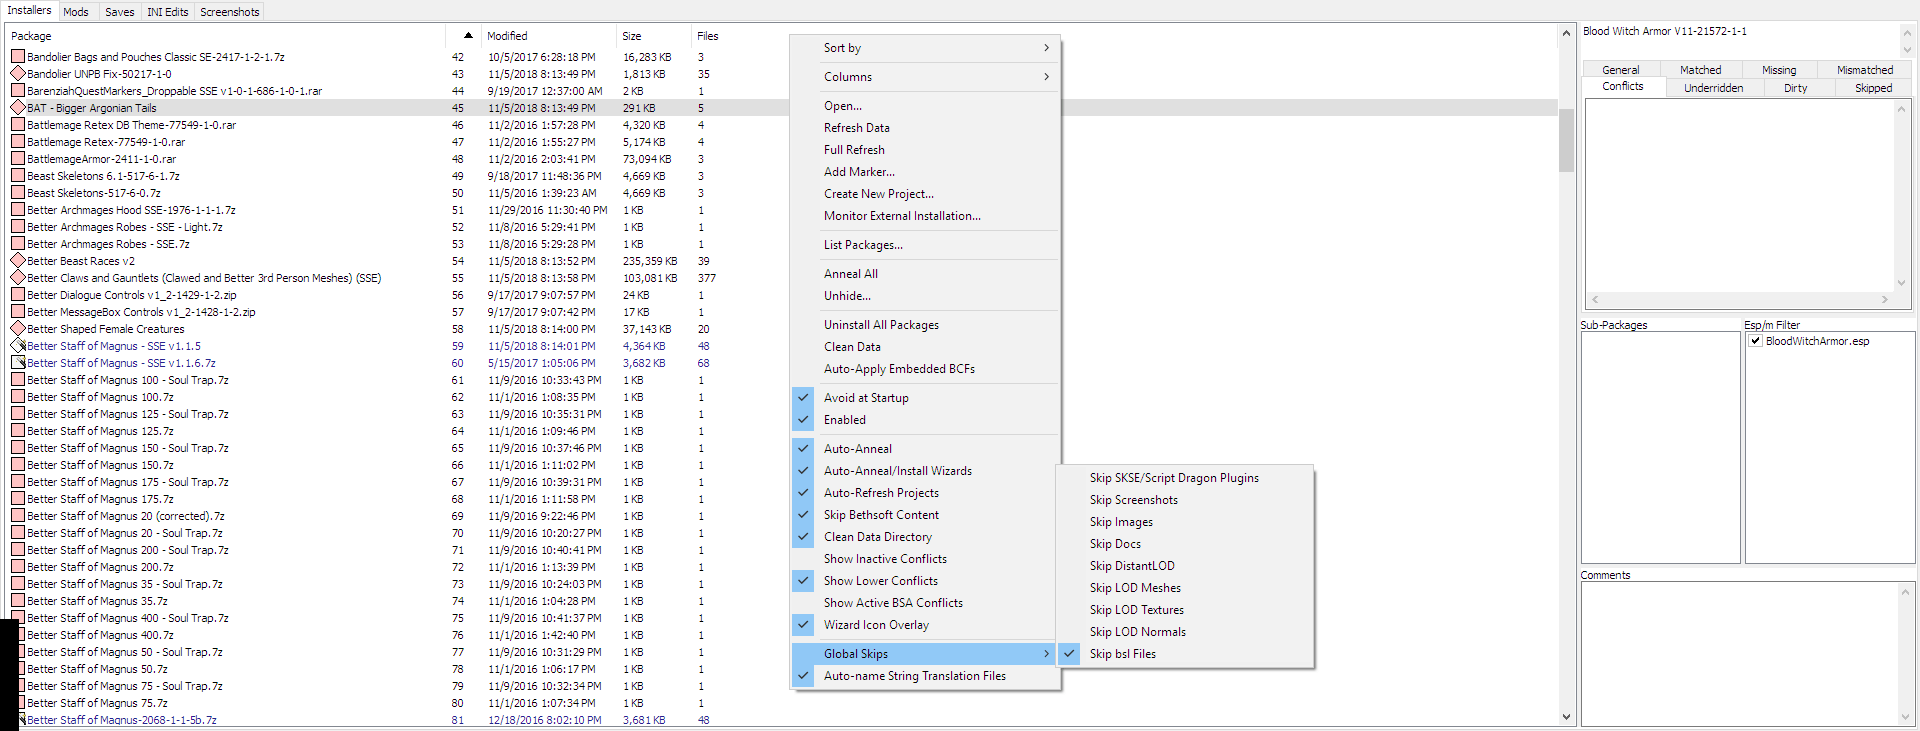 Installers Mods Saves INI Edits Screenshots
Package Modified Size Files
Bandolier Bags and Pouches Classic SE-2417-1-2-1.7z 42 10/5/2017 6:28:18 PM 16,283 KB 3
Bandolier UNPB Fix-50217-1-0 43 11/5/2018 8:13:49 PM 1,813 KB 35
BarenziahQuestMarkers_Droppable SSE v1-0-1-686-1-0-1.rar 44 9/19/2017 12:37:00 AM 2 KB 1
BAT - Bigger Argonian Tails 45 11/5/2018 8:13:49 PM 291 KB 5
Battlemage Retex DB Theme-77549-1-0.rar 46 11/2/2016 1:57:28 PM 4,320 KB 4
Battlemage Retex-77549-1-0.rar 47 11/2/2016 1:55:27 PM 5,174 KB 4
BattlemageArmor-2411-1-0.rar 48 11/2/2016 2:03:41 PM 73,094 KB 3
Beast Skeletons 6.1-517-6-1.7z 49 9/18/2017 11:48:36 PM 4,669 KB 3
Beast Skeletons-517-6-0.7z 50 11/5/2016 1:39:23 AM 4,669 KB 3
Better Archmages Hood SSE-1976-1-1-1.7z 51 11/29/2016 11:30:40 PM 1 KB 1
Better Archmages Robes - SSE - Light.7z 52 11/8/2016 5:29:41 PM 1 KB 1
Better Archmages Robes - SSE.7z 53 11/8/2016 5:29:28 PM 1 KB 1
Better Beast Races v2 54 11/5/2018 8:13:52 PM 235,359 KB 39
Better Claws and Gauntlets (Clawed and Better 3rd Person Meshes) (SSE) 55 11/5/2018 8:13:58 PM 103,081 KB 377
Better Dialogue Controls v1_2-1429-1-2.zip 56 9/17/2017 9:07:57 PM 24 KB 1
Better MessageBox Controls v1_2-1428-1-2.zip 57 9/17/2017 9:07:42 PM 17 KB 1
Better Shaped Female Creatures 58 11/5/2018 8:14:00 PM 37,143 KB 20
Better Staff of Magnus - SSE v1.1.5 59 11/5/2018 8:14:01 PM 4,364 KB 48
Better Staff of Magnus - SSE v1.1.6.7z 60 5/15/2017 1:05:06 PM 3,682 KB 68
Better Staff of Magnus 100 - Soul Trap.7z 61 11/9/2016 10:33:43 PM 1 KB 1
Better Staff of Magnus 100.7z 62 11/1/2016 1:08:35 PM 1 KB 1
Better Staff of Magnus 125 - Soul Trap.7z 63 11/9/2016 10:35:31 PM 1 KB 1
Better Staff of Magnus 125.7z 64 11/1/2016 1:09:46 PM 1 KB 1
Better Staff of Magnus 150 - Soul Trap.7z 65 11/9/2016 10:37:46 PM 1 KB 1
Better Staff of Magnus 150.7z 66 11/1/2016 1:11:02 PM 1 KB 1
Better Staff of Magnus 175 - Soul Trap.7z 67 11/9/2016 10:39:03 PM 1 KB 1
Better Staff of Magnus 175.7z 68 11/1/2016 1:11:58 PM 1 KB 1
Better Staff of Magnus 20 (corrected).7z 69 11/9/2016 9:22:46 PM 1 KB 1
Better Staff of Magnus 20 - Soul Trap.7z 70 11/9/2016 10:20:27 PM 1 KB 1
Better Staff of Magnus 200 - Soul Trap.7z 71 11/9/2016 10:40:41 PM 1 KB 1
Better Staff of Magnus 200.7z 72 11/1/2016 1:13:39 PM 1 KB 1
Better Staff of Magnus 35 - Soul Trap.7z 73 11/9/2016 10:24:03 PM 1 KB 1
Better Staff of Magnus 35.7z 74 11/1/2016 1:04:28 PM 1 KB 1
Better Staff of Magnus 400 - Soul Trap.7z 75 11/9/2016 10:41:37 PM 1 KB 1
Better Staff of Magnus 400.7z 76 11/1/2016 1:42:40 PM 1 KB 1
Better Staff of Magnus 50 - Soul Trap.7z 77 11/9/2016 10:31:29 PM 1 KB 1
Better Staff of Magnus 50.7z 78 11/1/2016 1:06:17 PM 1 KB 1
Better Staff of Magnus 75 - Soul Trap.7z 79 11/9/2016 10:32:34 PM 1 KB 1
Better Staff of Magnus 75.7z 80 11/1/2016 1:07:34 PM 1 KB 1
Better Staff of Magnus-2068-1-1-5b.7z 81 12/18/2016 8:02:10 PM 3,681 KB 48
Sort by
Columns
Open...
Refresh Data
Full Refresh
Add Marker...
Create New Project...
Monitor External Installation...
List Packages...
Anneal All
Unhide...
Uninstall All Packages
Clean Data
Auto-Apply Embedded BCFs
Avoid at Startup
Enabled
Auto-Anneal
Auto-Anneal/Install Wizards
Auto-Refresh Projects
Skip Bethsoft Content
Clean Data Directory
Show Inactive Conflicts
Show Lower Conflicts
Show Active BSA Conflicts
Wizard Icon Overlay
Global Skips
Auto-name String Translation Files
Skip SKSE/Script Dragon Plugins
Skip Screenshots
Skip Images
Skip Docs
Skip DistantLOD
Skip LOD Meshes
Skip LOD Textures
Skip LOD Normals
Skip bsl Files
Blood Witch Armor V11-21572-1-1
General Matched Missing Mismatched
Conflicts Underridden Dirty Skipped
Sub-Packages Esp/m Filter
BloodWitchArmor.esp
Comments